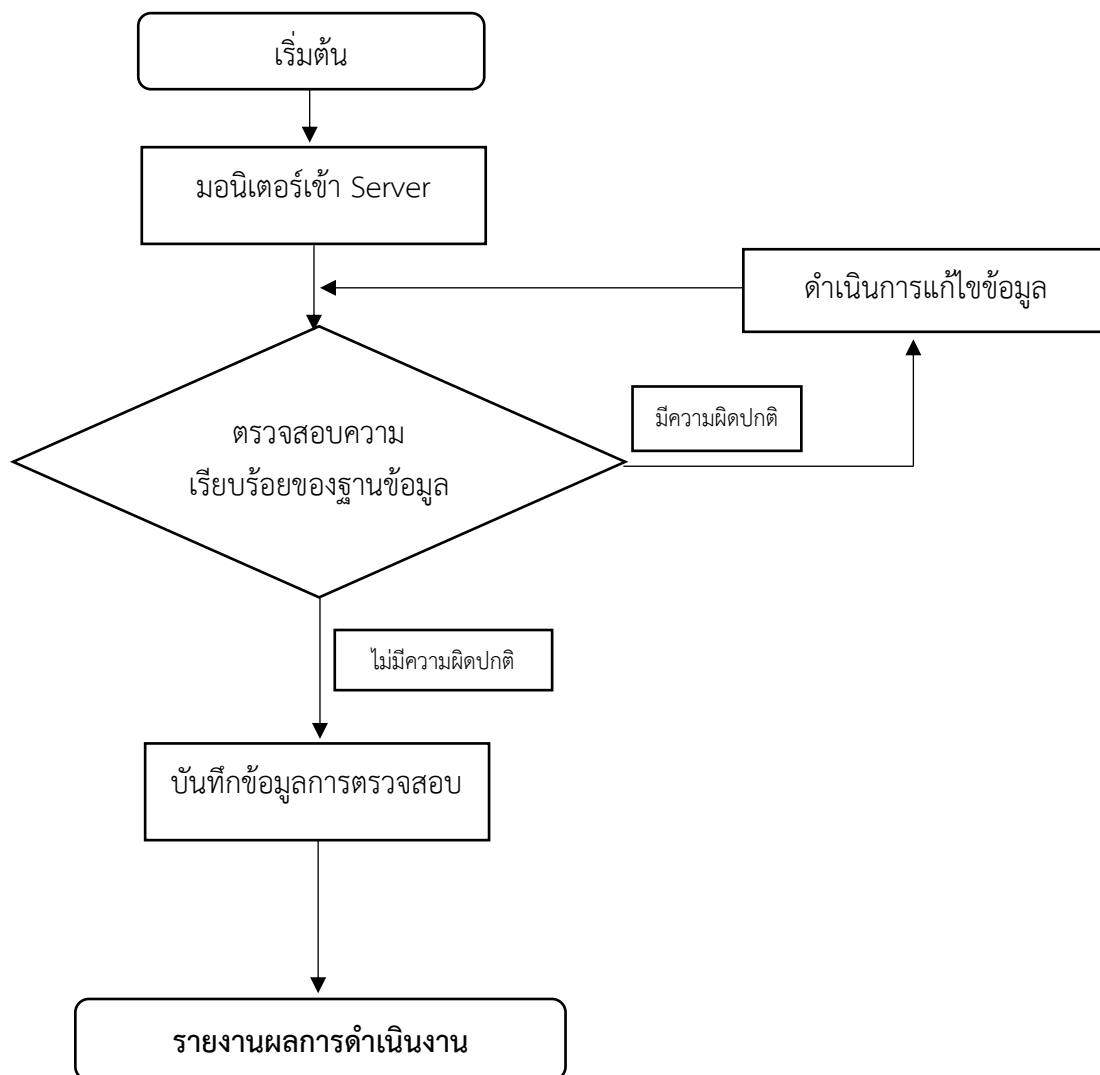 เริ่มต้น
มอนิเตอร์เข้า Server
ดำเนินการแก้ไขข้อมูล
มีความผิดปกติ
ตรวจสอบความ
เรียบร้อยของฐานข้อมูล
ไม่มีความผิดปกติ
บันทึกข้อมูลการตรวจสอบ
รายงานผลการดำเนินงาน